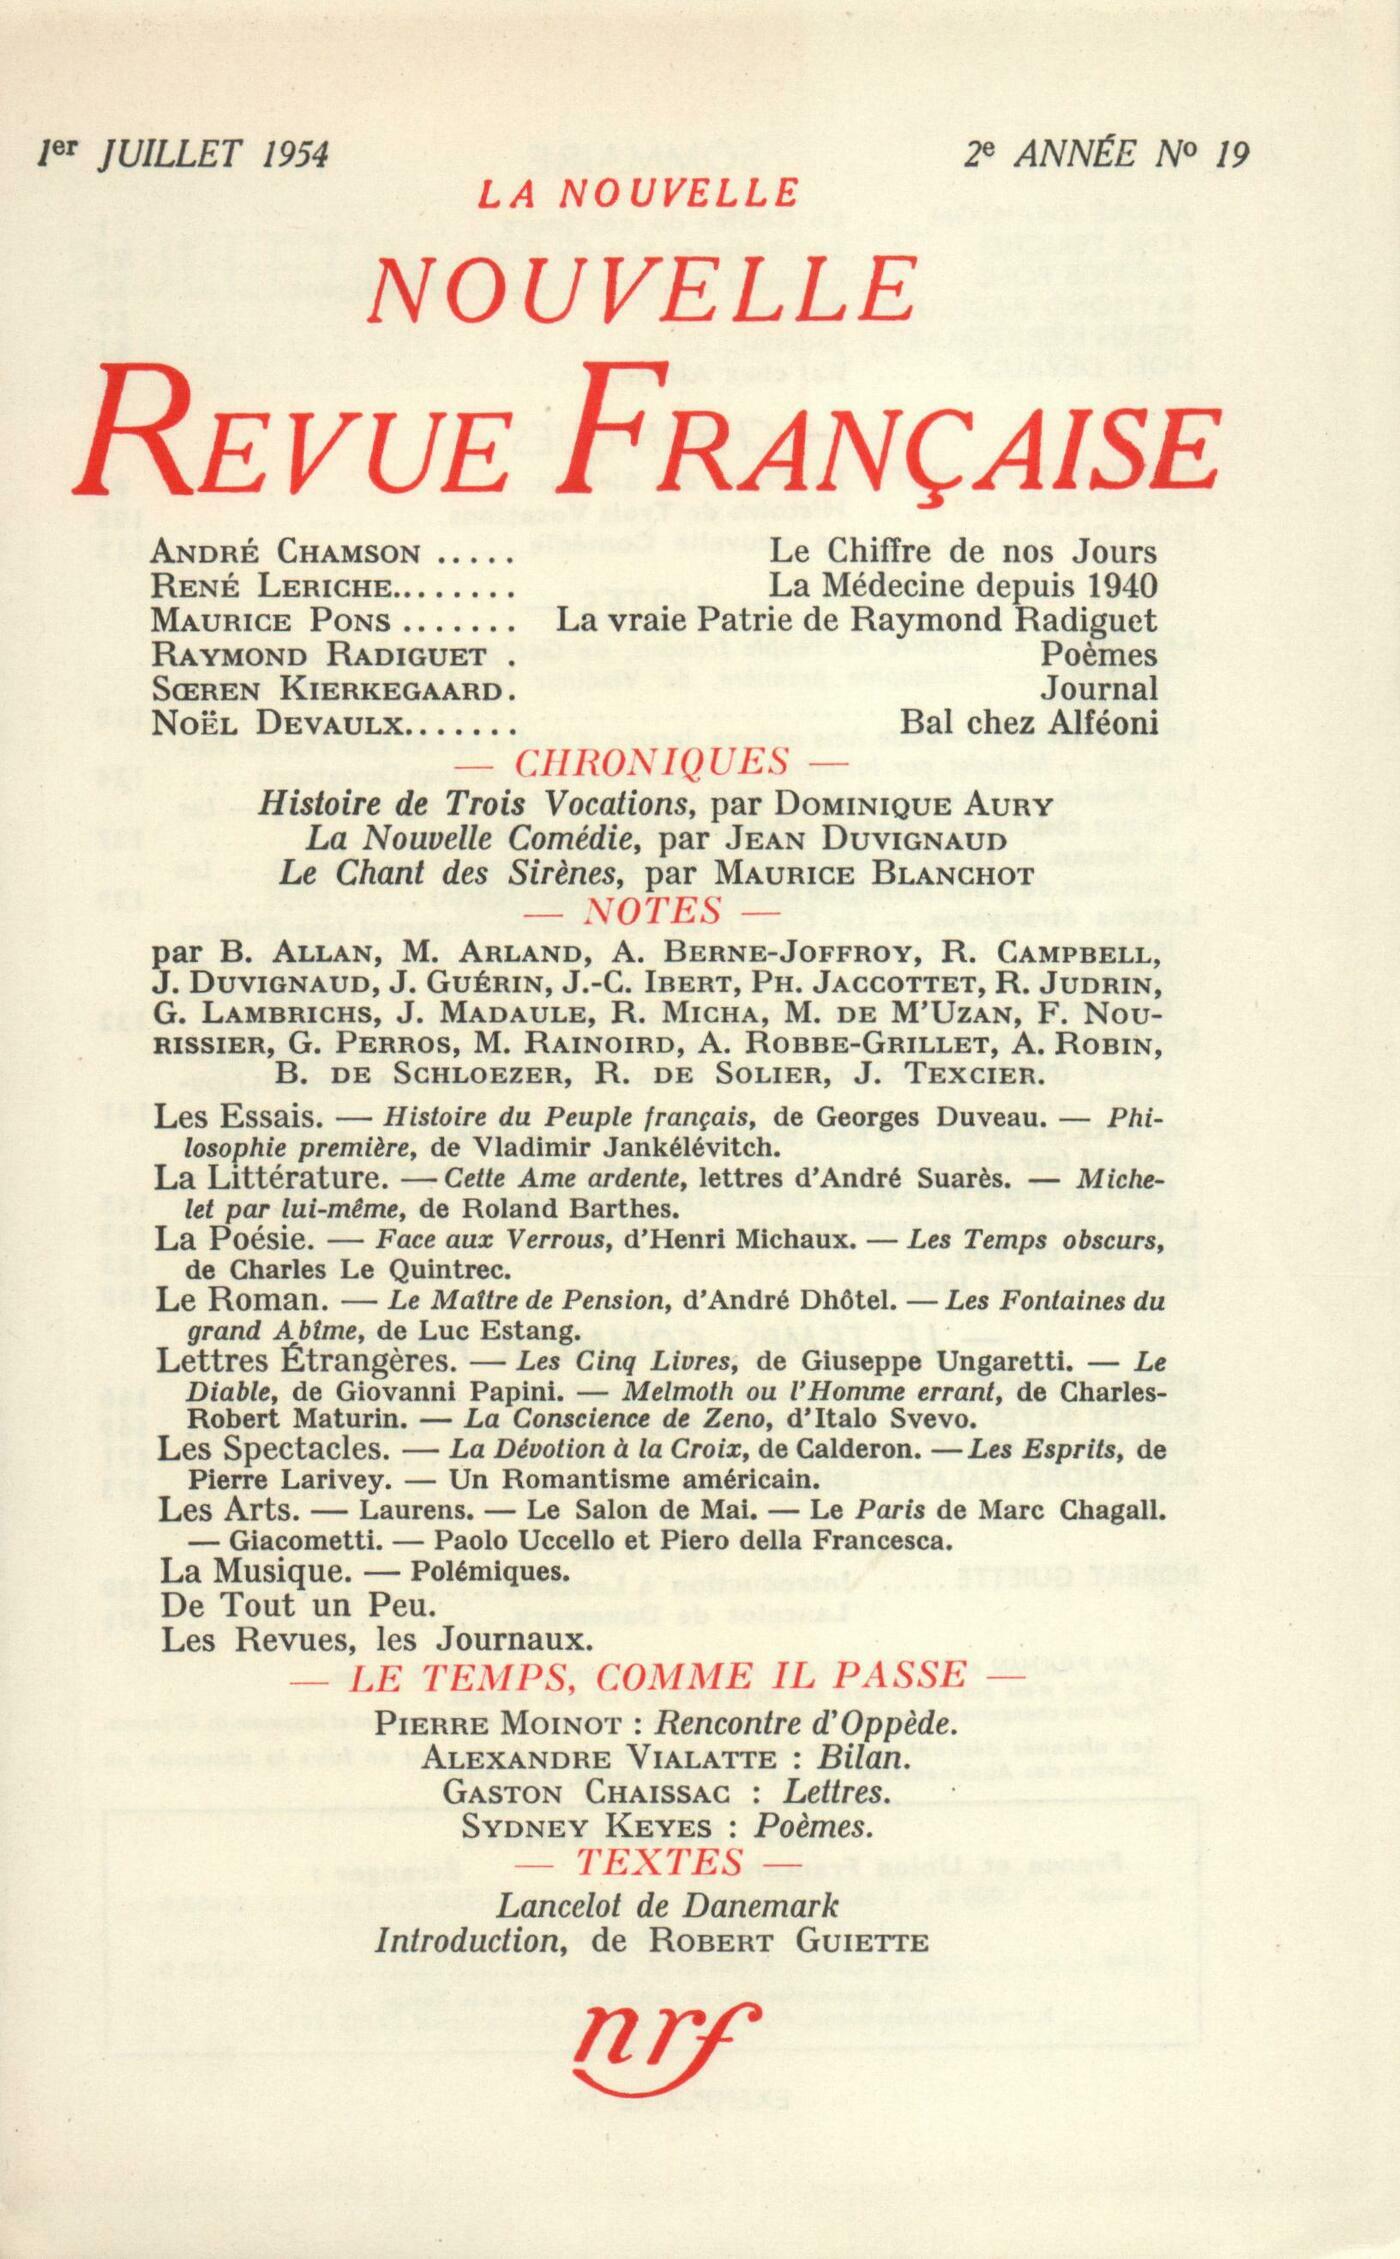 1er JUILLET 1954 2e ANNÉE No 19
LA NOUVELLE
NOUVELLE
REVUE FRANÇAISE
ANDRÉ CHAMSON ..... Le Chiffre de nos Jours
RENÉ LERICHE........ La Médecine depuis 1940
MAURICE PONS ....... La vraie Patrie de Raymond Radiguet
RAYMOND RADIGUET . Poèmes
SŒREN KIERKEGAARD. Journal
NOËL DEVAULX....... Bal chez Alféoni
— CHRONIQUES —
Histoire de Trois Vocations, par DOMINIQUE AURY
La Nouvelle Comédie, par JEAN DUVIGNAUD
Le Chant des Sirènes, par MAURICE BLANCHOT
— NOTES —
par B. ALLAN, M. ARLAND, A. BERNE-JOFFROY, R. CAMPBELL,
J. DUVIGNAUD, J. GUÉRIN, J.-C. IBERT, PH. JACCOTTET, R. JUDRIN,
G. LAMBRICHS, J. MADAULE, R. MICHA, M. DE M'UZAN, F. NOU-
RISSIER, G. PERROS, M. RAINOIRD, A. ROBBE-GRILLET, A. ROBIN,
B. DE SCHLOEZER, R. DE SOLIER, J. TEXCIER.
Les Essais. — Histoire du Peuple français, de Georges Duveau. — Phi-
losophie première, de Vladimir Jankélévitch.
La Littérature. — Cette Ame ardente, lettres d'André Suarès. — Miche-
let par lui-même, de Roland Barthes.
La Poésie. — Face aux Verrous, d'Henri Michaux. — Les Temps obscurs,
de Charles Le Quintrec.
Le Roman. — Le Maître de Pension, d'André Dhôtel. — Les Fontaines du
grand Abîme, de Luc Estang.
Lettres Étrangères. — Les Cinq Livres, de Giuseppe Ungaretti. — Le
Diable, de Giovanni Papini. — Melmoth ou l'Homme errant, de Charles-
Robert Maturin. — La Conscience de Zeno, d'Italo Svevo.
Les Spectacles. — La Dévotion à la Croix, de Calderon. — Les Esprits, de
Pierre Larivey. — Un Romantisme américain.
Les Arts. — Laurens. — Le Salon de Mai. — Le Paris de Marc Chagall.
— Giacometti. — Paolo Uccello et Piero della Francesca.
La Musique. — Polémiques.
De Tout un Peu.
Les Revues, les Journaux.
— LE TEMPS, COMME IL PASSE —
PIERRE MOINOT : Rencontre d'Oppède.
ALEXANDRE VIALATTE : Bilan.
GASTON CHAISSAC : Lettres.
SYDNEY KEYES : Poèmes.
— TEXTES —
Lancelot de Danemark
Introduction, de ROBERT GUIETTE
nrf